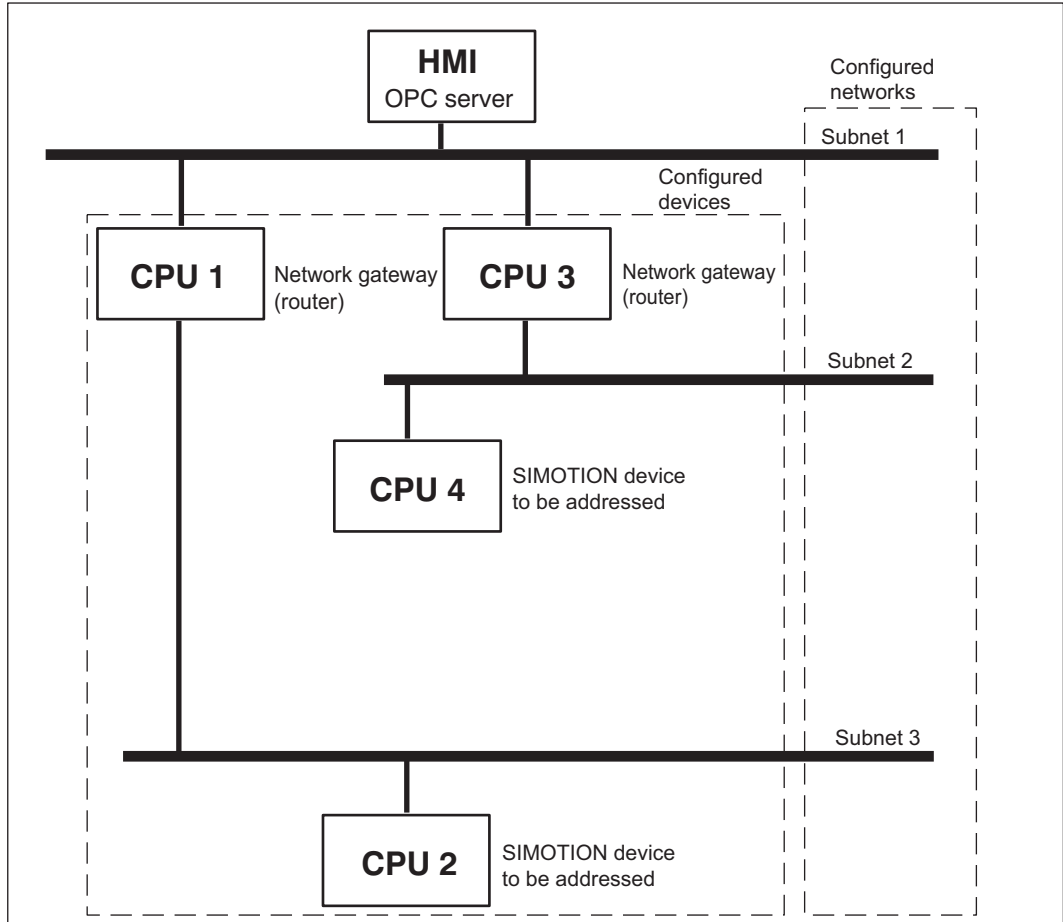 HMI
OPC server
Configured
networks
Subnet 1
Configured
devices
CPU 1
Network gateway
(router)
CPU 3
Network gateway
(router)
Subnet 2
CPU 4
SIMOTION device
to be addressed
Subnet 3
CPU 2
SIMOTION device
to be addressed